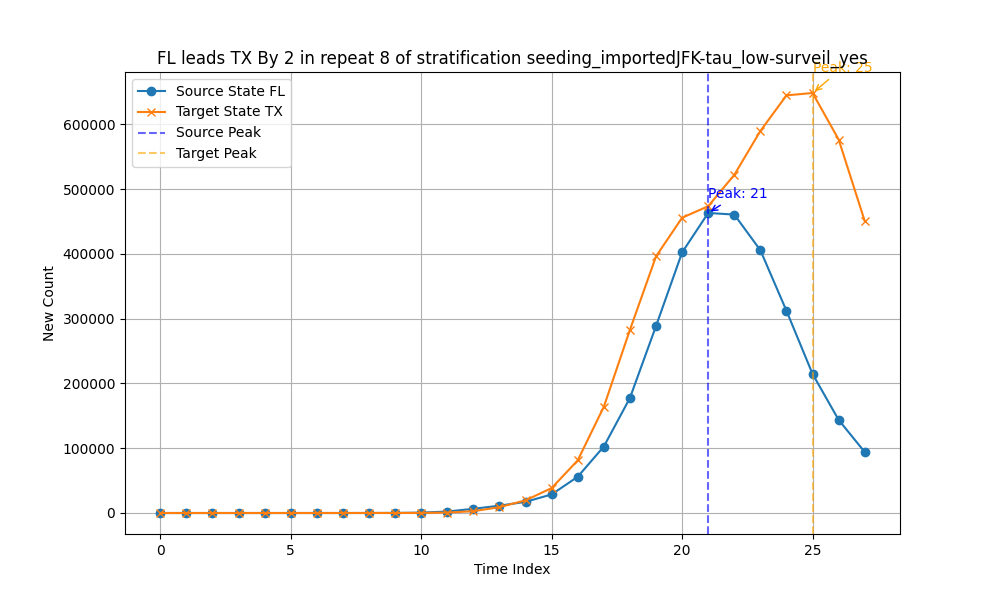 FL leads TX By 2 in repeat 8 of stratification seeding_importedJFK-tau_low-surveil_yes
Peak: 25
Source State FL
Target State TX
Source Peak
Target Peak
Peak: 21
New Count
600000
500000
400000
300000
200000
100000
0
0 5 10 15 20 25
Time Index